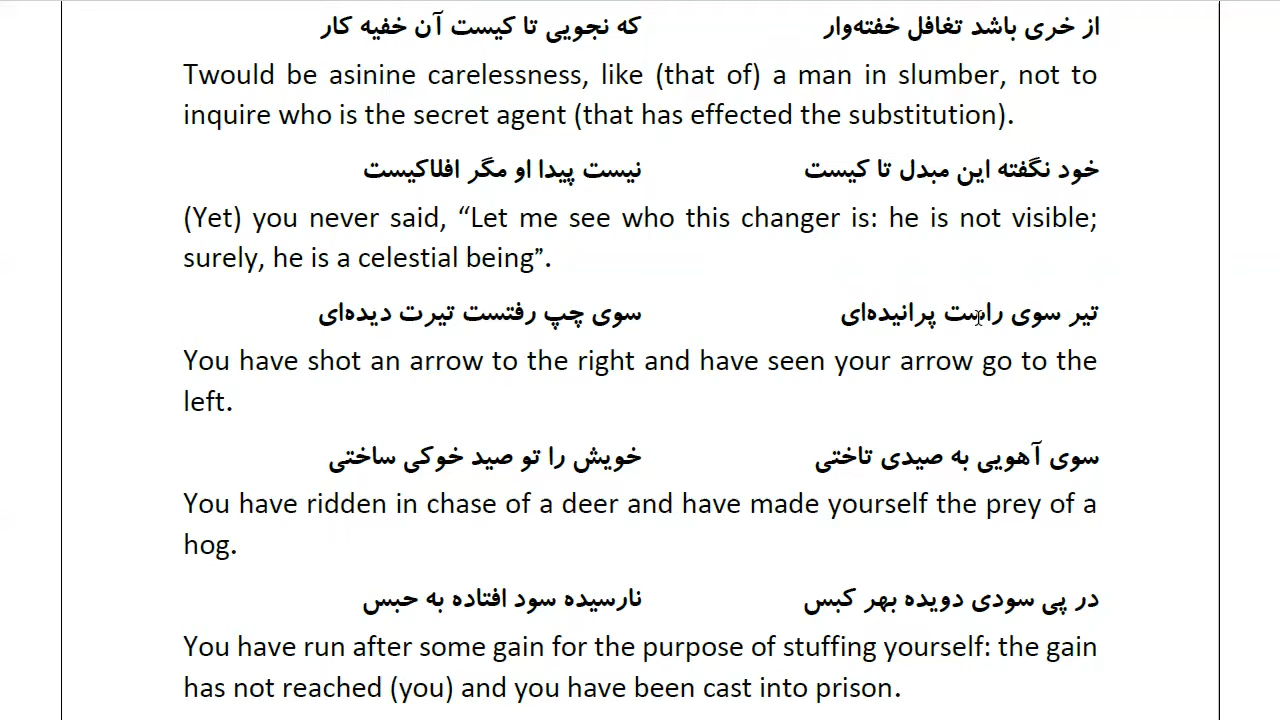 از خری باشد تغافل خفته‌وار که نجویی تا کیست آن خفیه کار
Twould be asinine carelessness, like (that of) a man in slumber, not to
inquire who is the secret agent (that has effected the substitution).
خود نگفته این مبدل تا کیست نیست پیدا او مگر افلاکیست
(Yet) you never said, “Let me see who this changer is: he is not visible;
surely, he is a celestial being”.
تیر سوی راست پرانیده‌ای سوی چپ رفتست تیرت دیده‌ای
You have shot an arrow to the right and have seen your arrow go to the
left.
سوی آهویی به صیدی تاختی خویش را تو صید خوکی ساختی
You have ridden in chase of a deer and have made yourself the prey of a
hog.
در پی سودی دویده بهر کبس نارسیده سود افتاده به حبس
You have run after some gain for the purpose of stuffing yourself: the gain
has not reached (you) and you have been cast into prison.